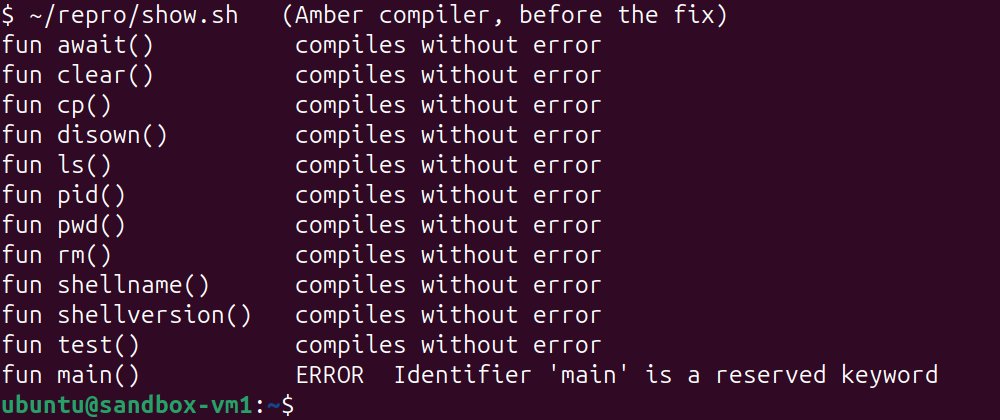 $ ~/repro/show.sh   (Amber compiler, before the fix)
fun await()          compiles without error
fun clear()          compiles without error
fun cp()             compiles without error
fun disown()         compiles without error
fun ls()             compiles without error
fun pid()            compiles without error
fun pwd()            compiles without error
fun rm()             compiles without error
fun shellname()      compiles without error
fun shellversion()   compiles without error
fun test()           compiles without error
fun main()           ERROR  Identifier 'main' is a reserved keyword
ubuntu@sandbox-vm1:~$